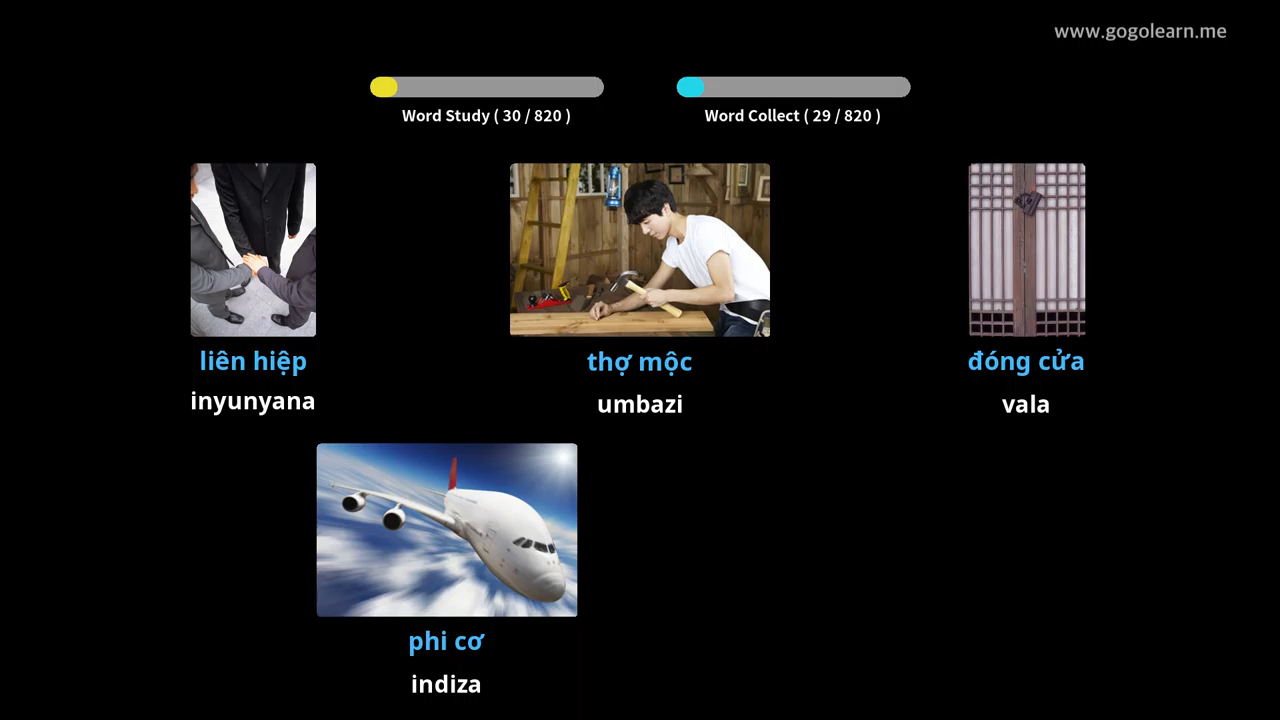 www.gogolearn.me
Word Study ( 30 / 820 )
Word Collect ( 29 / 820 )
liên hiệp
inyunyana
thợ mộc
umbazi
đóng cửa
vala
phi cơ
indiza